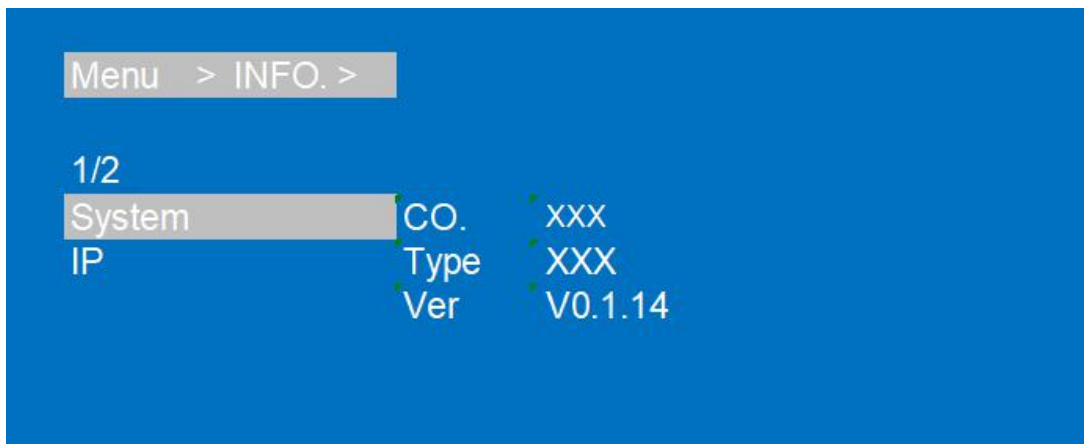 Menu > INFO. >
1/2
System CO. xxx
IP Type XXX
Ver V0.1.14